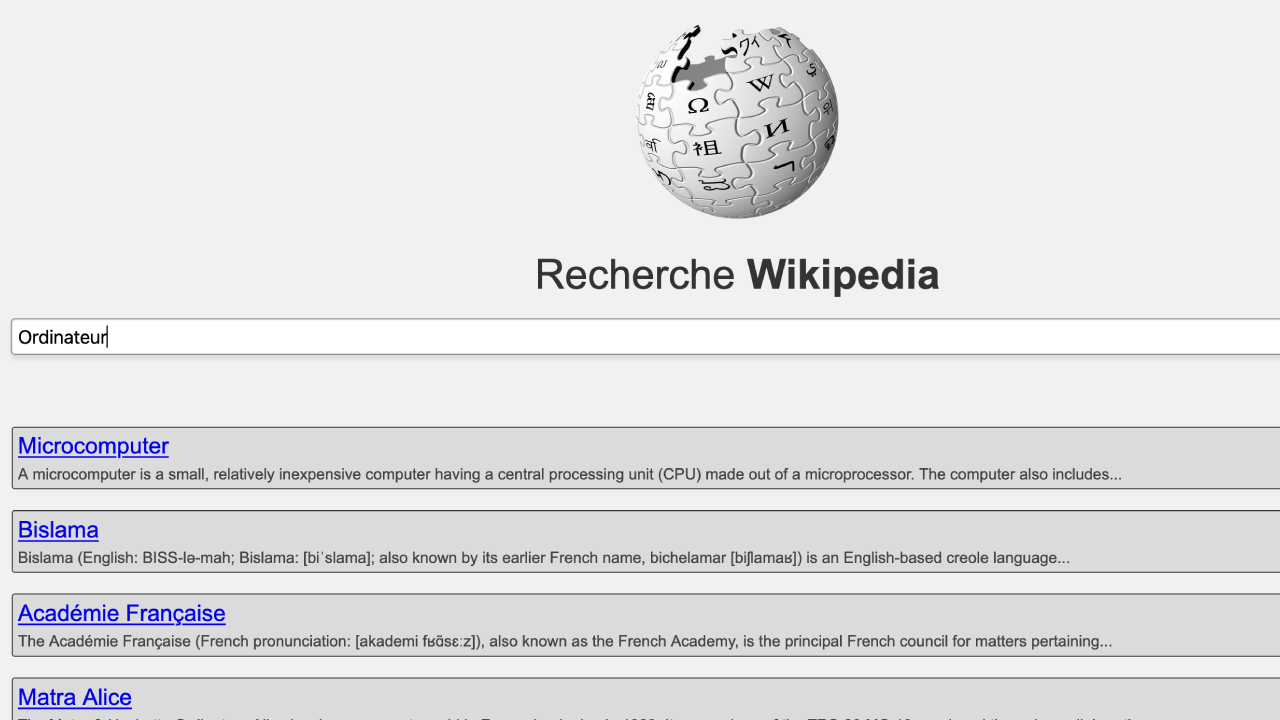 Recherche Wikipedia
Ordinateur
Microcomputer
A microcomputer is a small, relatively inexpensive computer having a central processing unit (CPU) made out of a microprocessor. The computer also includes...
Bislama
Bislama (English: BISS-lə-mah; Bislama: [biˈslama]; also known by its earlier French name, bichelamar [biʃlamaʁ]) is an English-based creole language...
Académie Française
The Académie Française (French pronunciation: [akademi fʁɑ̃sɛːz]), also known as the French Academy, is the principal French council for matters pertaining...
Matra Alice